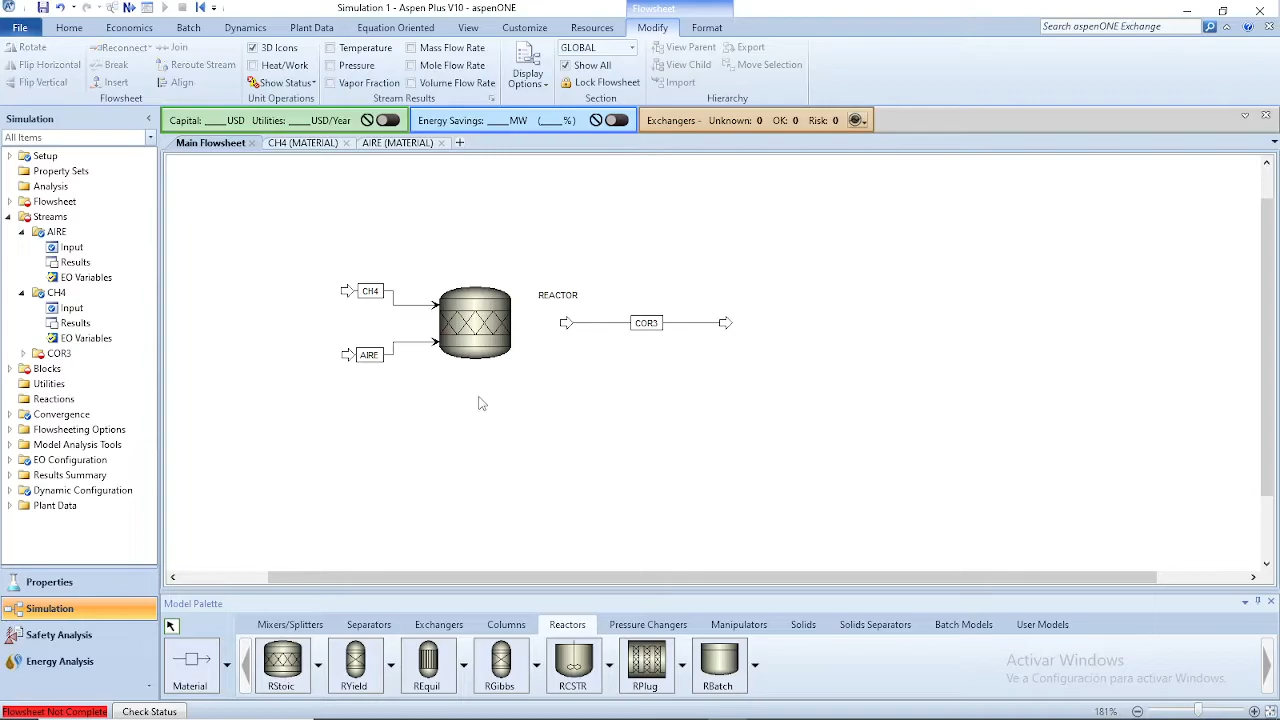 Simulation 1 - Aspen Plus V10 - aspenONE
Flowsheet
File Home Economics Batch Dynamics Plant Data Equation Oriented View Customize Resources Modify Format Search aspenONE Exchange
Rotate Reconnect Join 3D Icons Temperature Mass Flow Rate GLOBAL View Parent Export
Flip Horizontal Break Reroute Stream Heat/Work Pressure Mole Flow Rate Display Options Show All View Child Move Selection
Flip Vertical Insert Align Show Status Vapor Fraction Volume Flow Rate Lock Flowsheet Import
Flowsheet Unit Operations Stream Results Section Hierarchy
Simulation
Capital: ____USD Utilities: ____USD/Year Energy Savings: ____MW (____%) Exchangers - Unknown: 0 OK: 0 Risk: 0
All Items
Main Flowsheet CH4 (MATERIAL) AIRE (MATERIAL)
Setup
Property Sets
Analysis
Flowsheet
Streams
AIRE
Input
Results
EO Variables
CH4
Input
Results
EO Variables
COR3
Blocks
Utilities
Reactions
Convergence
Flowsheeting Options
Model Analysis Tools
EO Configuration
Results Summary
Dynamic Configuration
Plant Data
CH4
REACTOR
COR3
AIRE
Properties
Simulation
Safety Analysis
Energy Analysis
Model Palette
Mixers/Splitters Separators Exchangers Columns Reactors Pressure Changers Manipulators Solids Solids Separators Batch Models User Models
Material RStoic RYield REquil RGibbs RCSTR RPlug RBatch
Activar Windows
Ve a Configuración para activar Windows.
Flowsheet Not Complete Check Status 181%